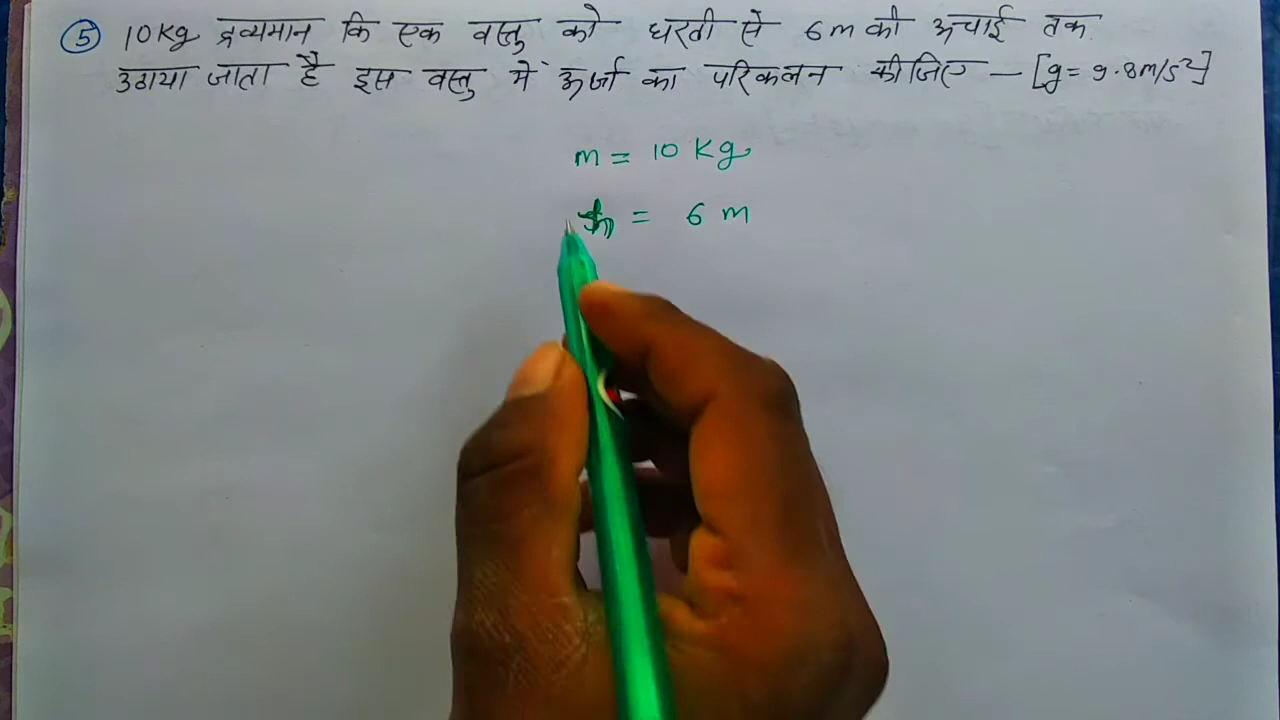 ⑤ 10Kg द्रव्यमान कि एक वस्तु को धरती से 6m की ऊचाई तक
उठाया जाता है इस वस्तु में ऊर्जा का परिकलन कीजिए – [g= 9.8m/s²]
m = 10 Kg
h = 6 m